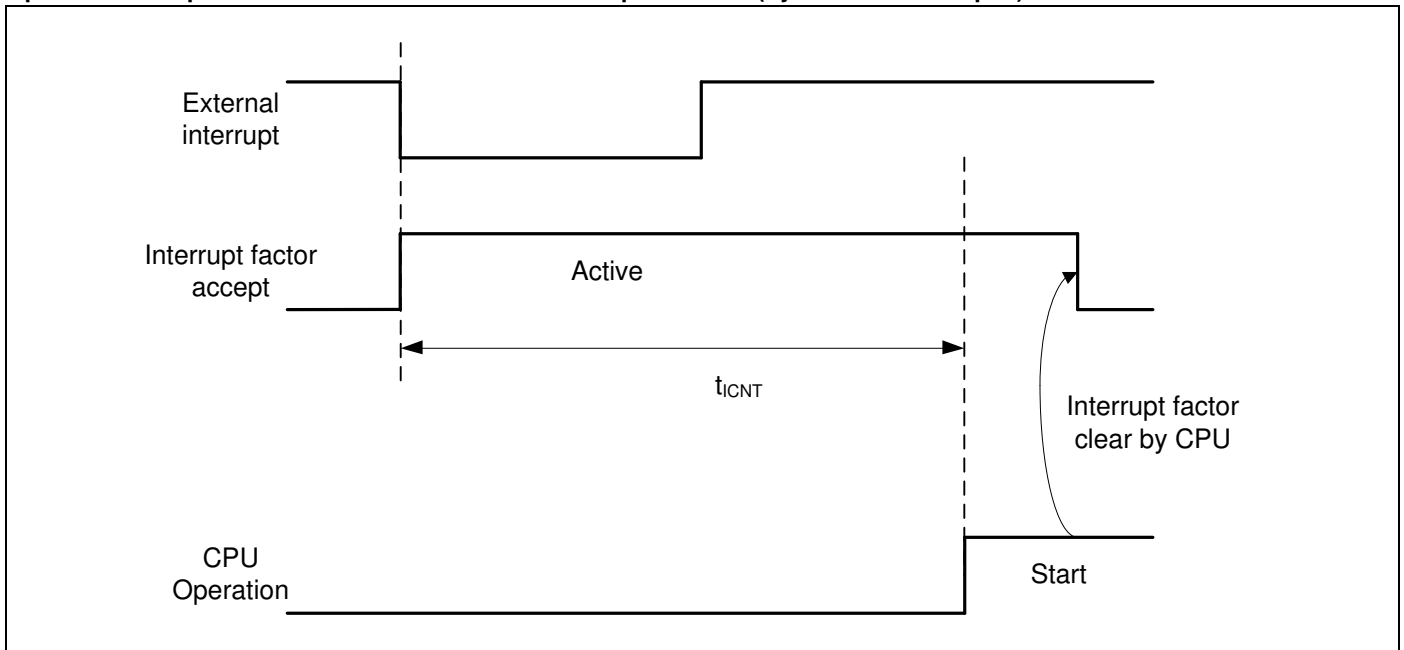 External
interrupt
Interrupt factor
accept
Active
tICNT
Interrupt factor
clear by CPU
CPU
Operation
Start